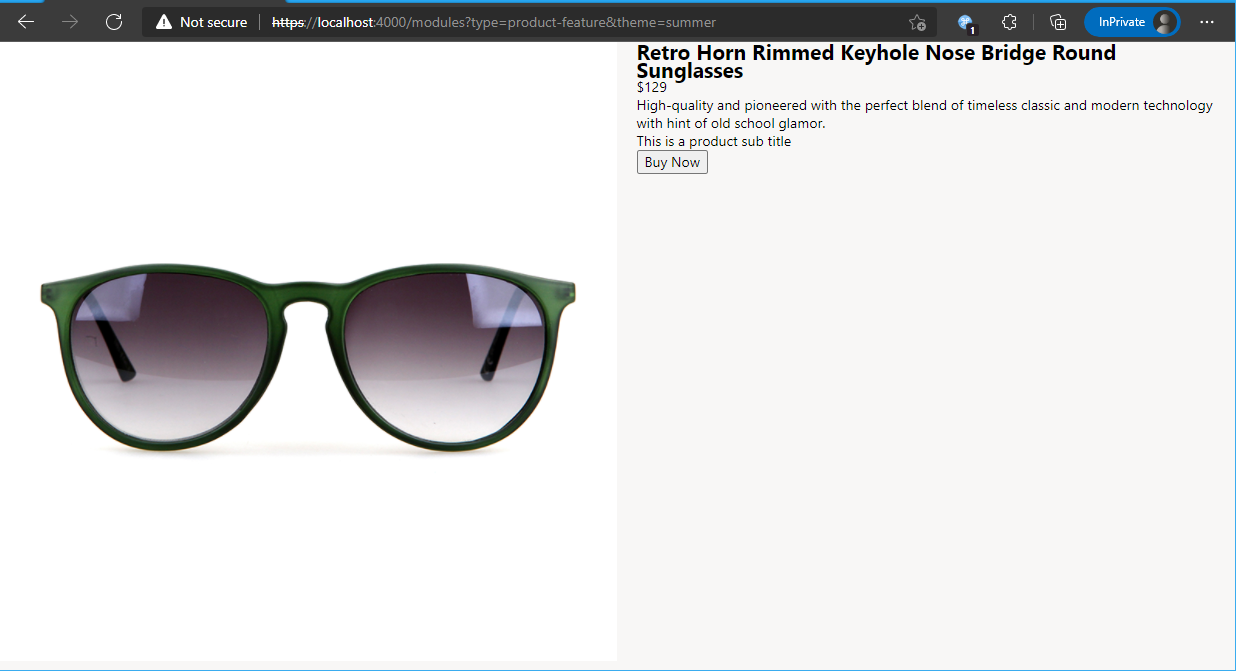 Not secure
https://localhost:4000/modules?type=product-feature&theme=summer
1
InPrivate
Retro Horn Rimmed Keyhole Nose Bridge Round
Sunglasses
$129
High-quality and pioneered with the perfect blend of timeless classic and modern technology
with hint of old school glamor.
This is a product sub title
Buy Now